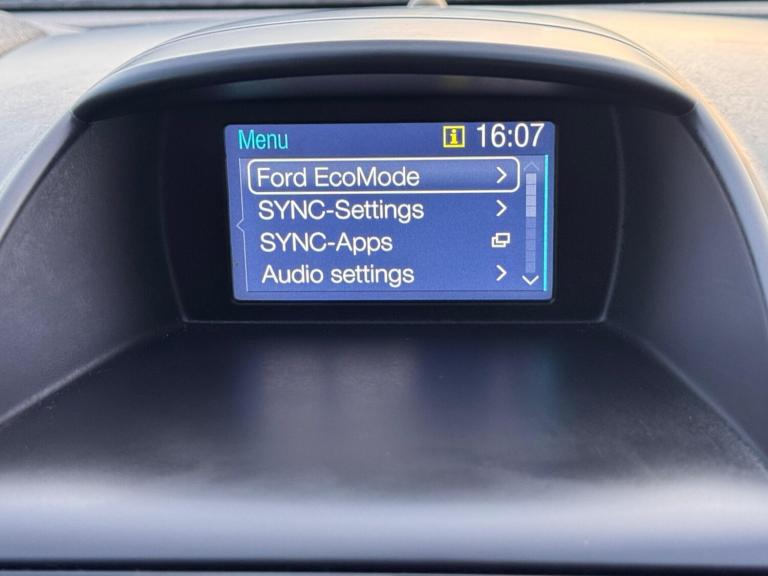 Menu i 16:07
Ford EcoMode
SYNC-Settings
SYNC-Apps
Audio settings